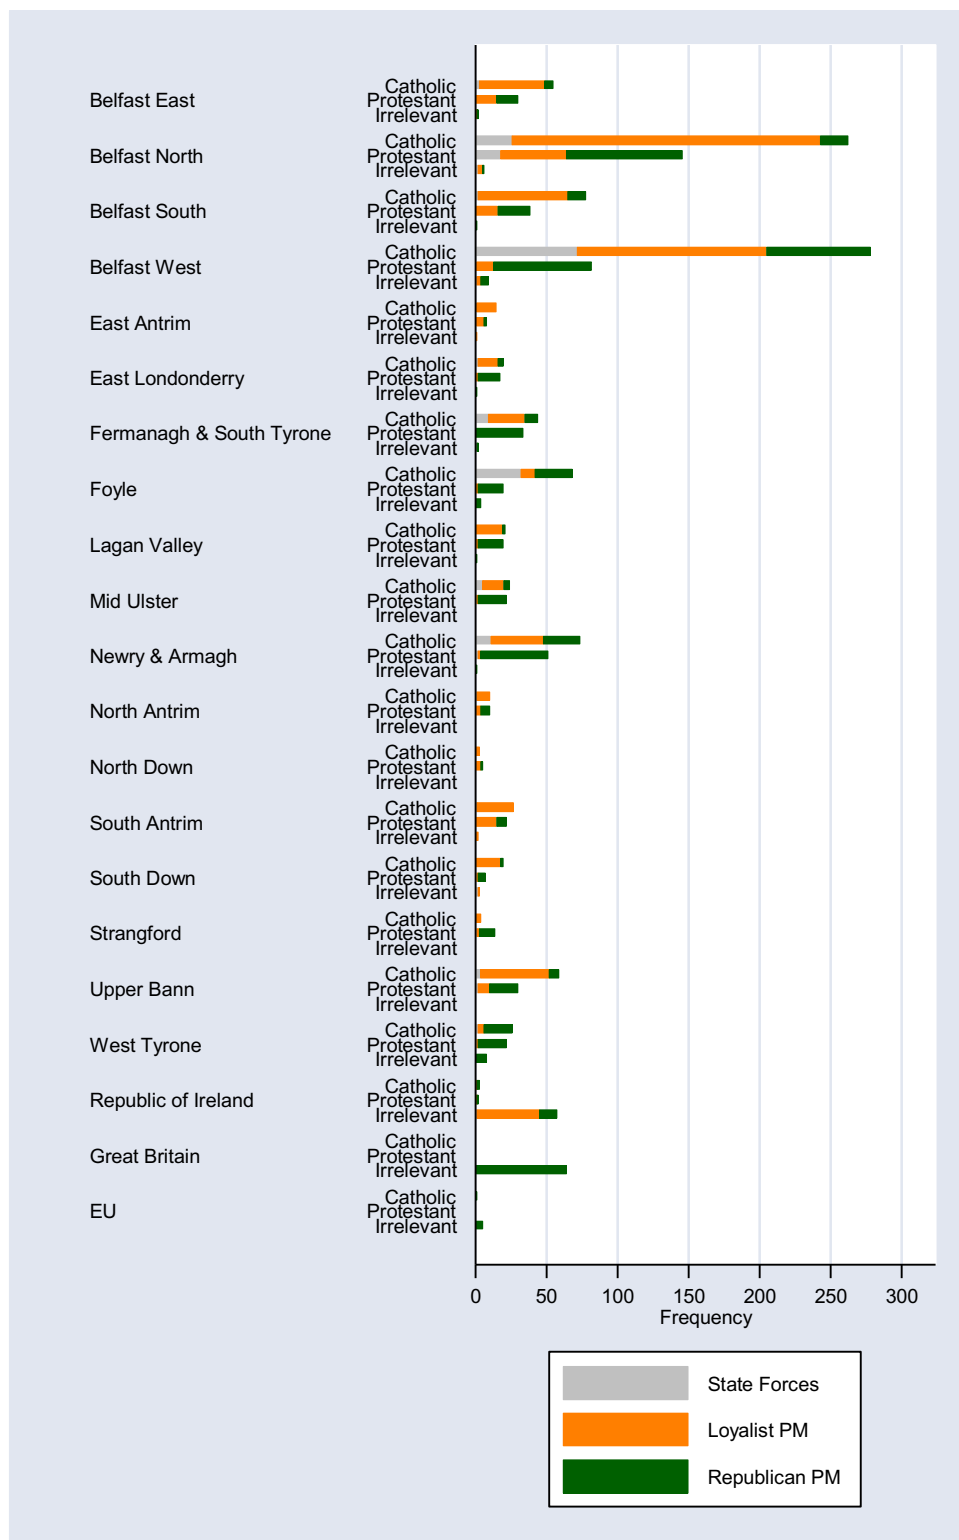 Catholic
Belfast East Protestant
Irrelevant
Catholic
Belfast North Protestant
Irrelevant
Catholic
Belfast South Protestant
Irrelevant
Catholic
Belfast West Protestant
Irrelevant
Catholic
East Antrim Protestant
Irrelevant
Catholic
East Londonderry Protestant
Irrelevant
Catholic
Fermanagh & South Tyrone Protestant
Irrelevant
Catholic
Foyle Protestant
Irrelevant
Catholic
Lagan Valley Protestant
Irrelevant
Catholic
Mid Ulster Protestant
Irrelevant
Catholic
Newry & Armagh Protestant
Irrelevant
Catholic
North Antrim Protestant
Irrelevant
Catholic
North Down Protestant
Irrelevant
Catholic
South Antrim Protestant
Irrelevant
Catholic
South Down Protestant
Irrelevant
Catholic
Strangford Protestant
Irrelevant
Catholic
Upper Bann Protestant
Irrelevant
Catholic
West Tyrone Protestant
Irrelevant
Catholic
Republic of Ireland Protestant
Irrelevant
Catholic
Great Britain Protestant
Irrelevant
Catholic
EU Protestant
Irrelevant
0 50 100 150 200 250 300
Frequency
State Forces
Loyalist PM
Republican PM